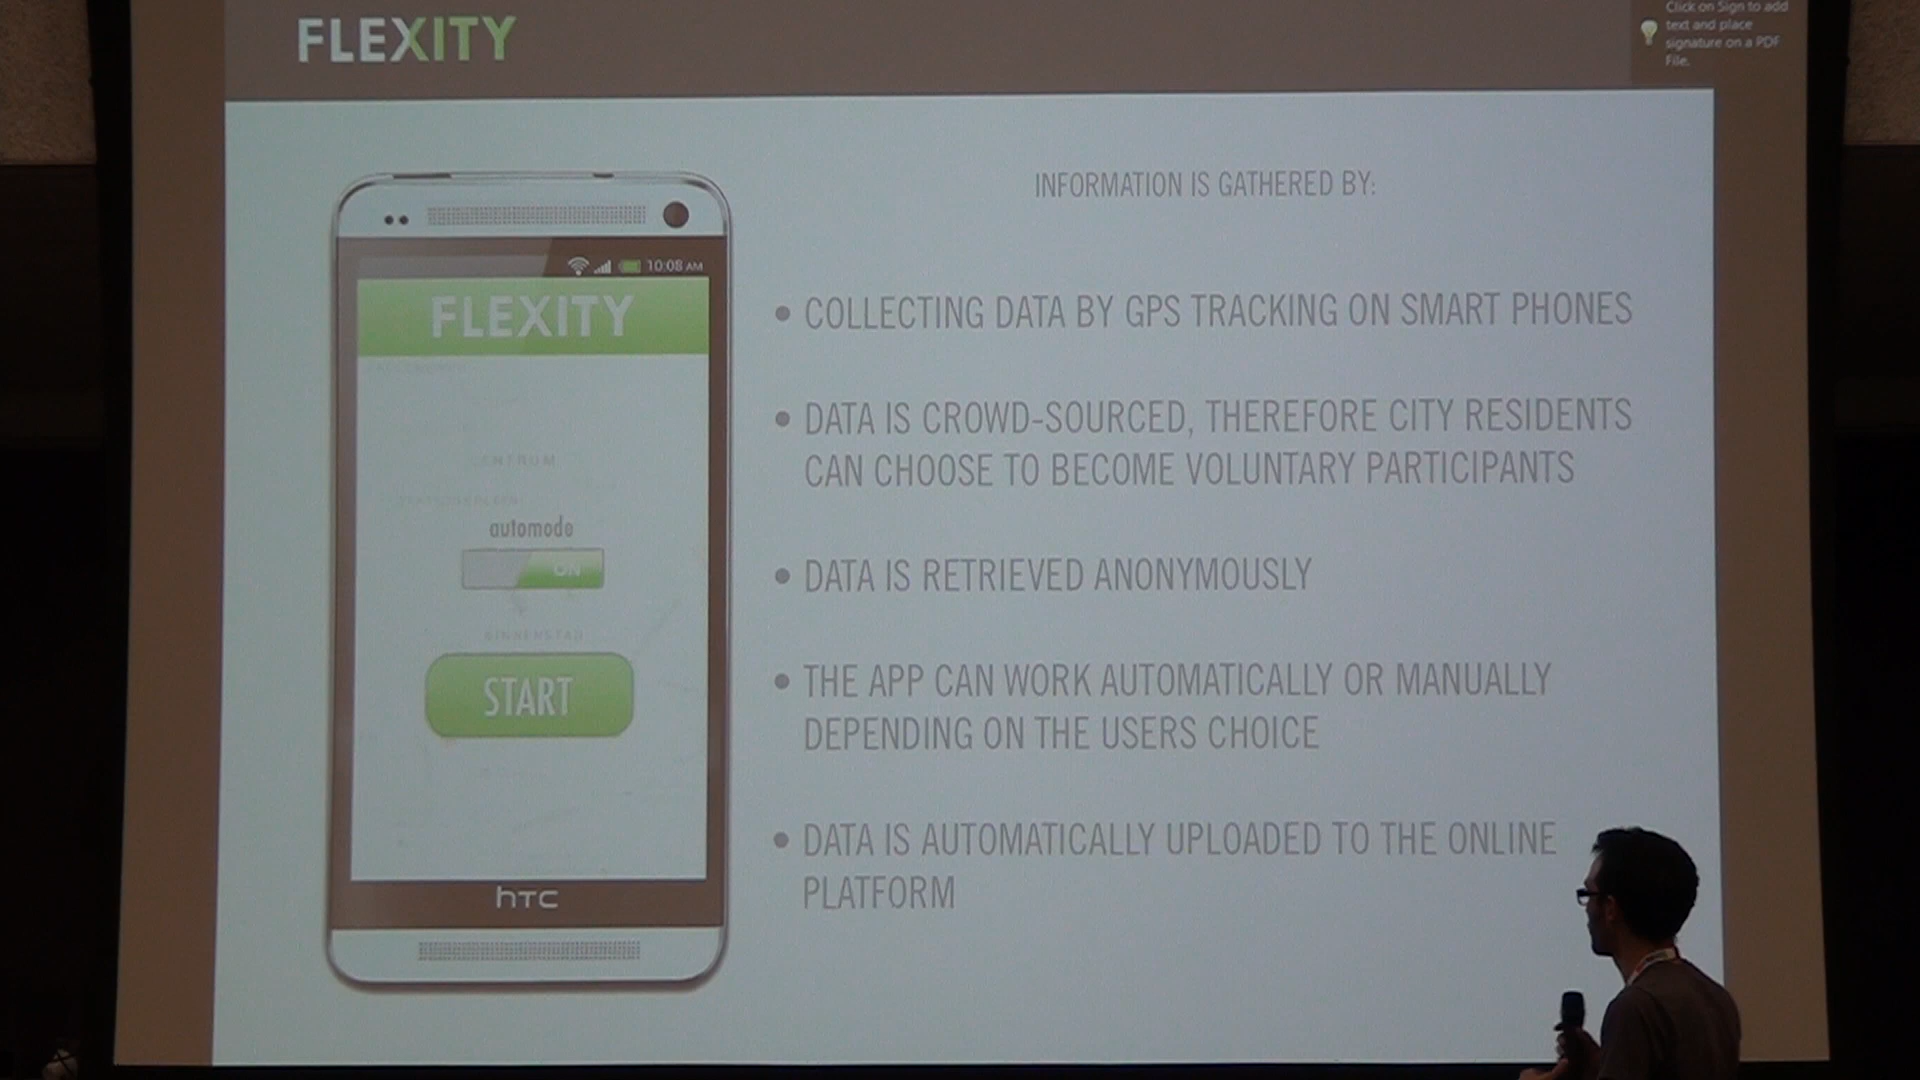 FLEXITY
Click on Sign to add
text and place
signature on a PDF
File.
INFORMATION IS GATHERED BY:
10:08 AM
FLEXITY
CENTRUM
automode
ON
START
hTC
• COLLECTING DATA BY GPS TRACKING ON SMART PHONES
• DATA IS CROWD-SOURCED, THEREFORE CITY RESIDENTS
CAN CHOOSE TO BECOME VOLUNTARY PARTICIPANTS
• DATA IS RETRIEVED ANONYMOUSLY
• THE APP CAN WORK AUTOMATICALLY OR MANUALLY
DEPENDING ON THE USERS CHOICE
• DATA IS AUTOMATICALLY UPLOADED TO THE ONLINE
PLATFORM